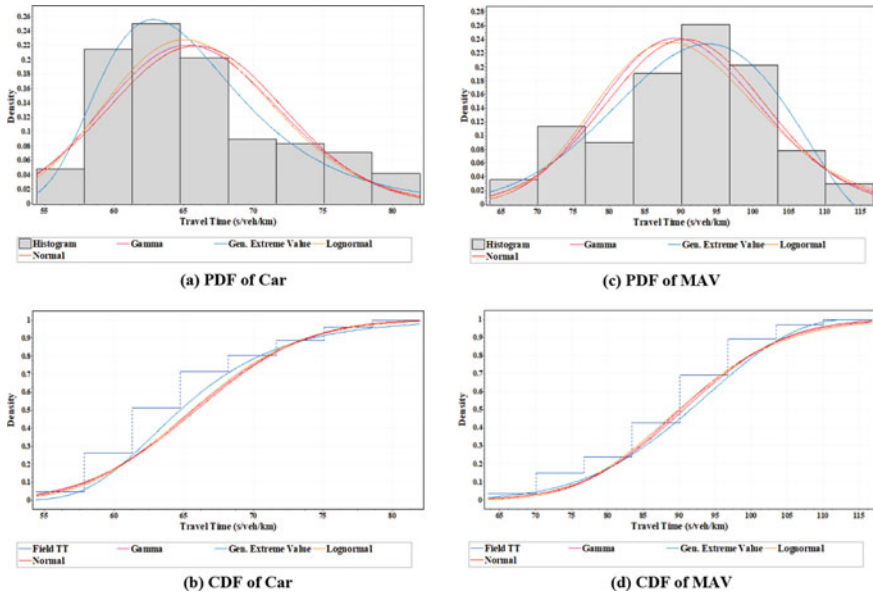 0.26
0.24
0.22
0.2
0.18
0.16
0.14
0.12
0.1
0.08
0.06
0.04
0.02
0
Density
55 60 65 70 75 80
Travel Time (s/veh/km)
Histogram Gamma Gen. Extreme Value Lognormal
Normal
(a) PDF of Car
0.28
0.26
0.24
0.22
0.2
0.18
0.16
0.14
0.12
0.1
0.08
0.06
0.04
0.02
0
Density
65 70 75 80 85 90 95 100 105 110 115
Travel Time (s/veh/km)
Histogram Gamma Gen. Extreme Value Lognormal
Normal
(c) PDF of MAV
1
0.9
0.8
0.7
0.6
0.5
0.4
0.3
0.2
0.1
0
Density
55 60 65 70 75 80
Travel Time (s/veh/km)
Field TT Gamma Gen. Extreme Value Lognormal
Normal
(b) CDF of Car
1
0.9
0.8
0.7
0.6
0.5
0.4
0.3
0.2
0.1
0
Density
65 70 75 80 85 90 95 100 105 110 115
Travel Time (s/veh/km)
Field TT Gamma Gen. Extreme Value Lognormal
Normal
(d) CDF of MAV